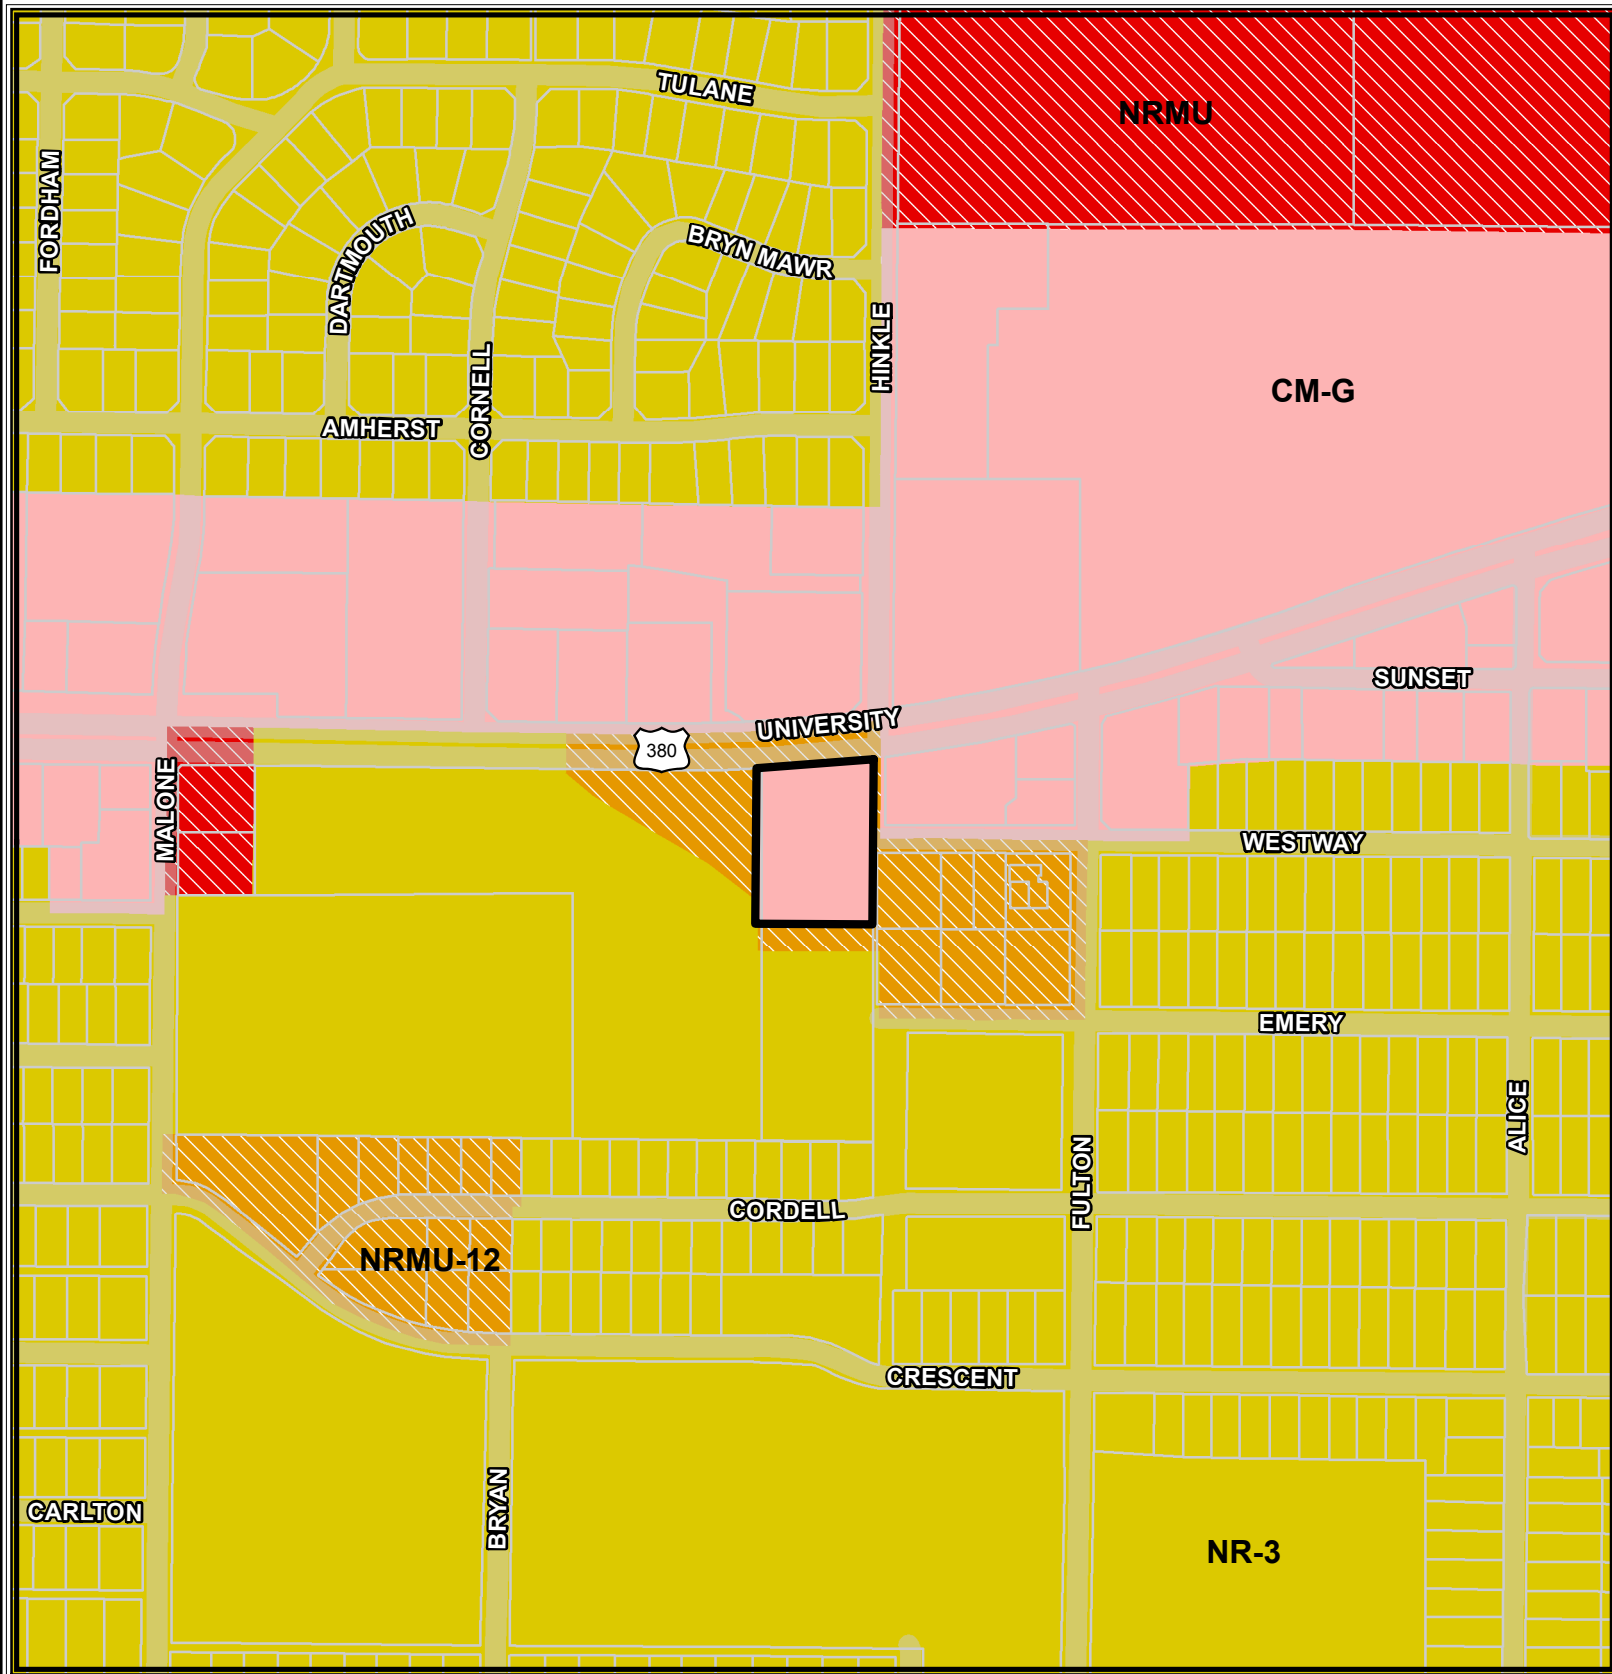 TULANE
NRMU
FORDHAM
DARTMOUTH
BRYN MAWR
HINKLE
CORNELL
CM-G
AMHERST
SUNSET
UNIVERSITY
380
MALONE
WESTWAY
EMERY
ALICE
FULTON
CORDELL
NRMU-12
CRESCENT
BRYAN
CARLTON
NR-3